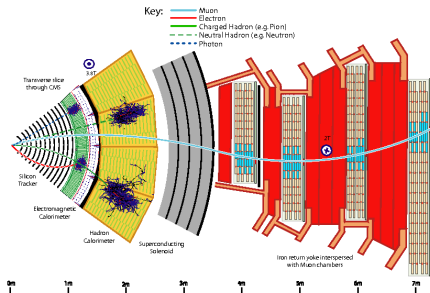 Key:
Muon
Electron
Charged Hadron (e.g. Pion)
Neutral Hadron (e.g. Neutron)
Photon
3.8T
Transverse slice
through CMS
2T
Silicon
Tracker
Electromagnetic
Calorimeter
Hadron
Calorimeter
Superconducting
Solenoid
Iron return yoke interspersed
with Muon chambers
0m
1m
2m
3m
4m
5m
6m
7m